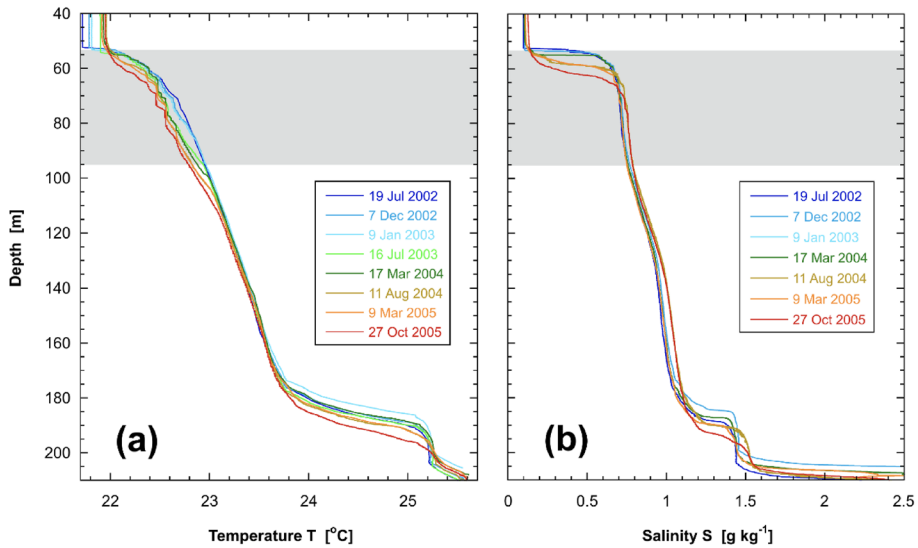 40
60
80
100
120
140
160
180
200
Depth [m]
19 Jul 2002
7 Dec 2002
9 Jan 2003
16 Jul 2003
17 Mar 2004
11 Aug 2004
9 Mar 2005
27 Oct 2005
(a)
22 23 24 25
Temperature T [°C]
19 Jul 2002
7 Dec 2002
9 Jan 2003
17 Mar 2004
11 Aug 2004
9 Mar 2005
27 Oct 2005
(b)
0 0.5 1 1.5 2 2.5
Salinity S [g kg⁻¹]